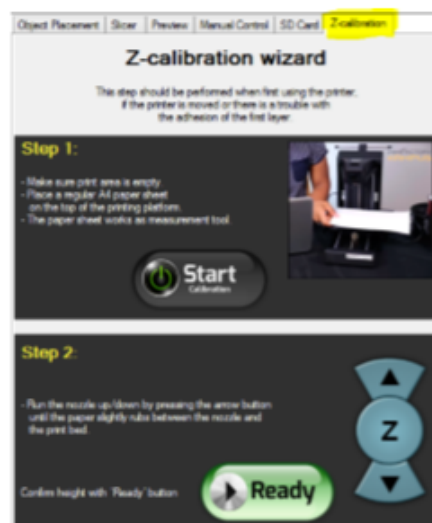 Object Placement Slicer Preview Manual Control SD Card Z-calibration
Z-calibration wizard
This step should be performed when first using the printer,
if the printer is moved or there is a trouble with
the adhesion of the first layer.
Step 1:
- Make sure print area is empty.
- Place a regular A4 paper sheet
on the top of the printing platform.
- The paper sheet works as measurement tool.
Start
Calibration
Step 2:
- Run the nozzle up/down by pressing the arrow button
until the paper slightly rubs between the nozzle and
the print bed.
Z
Confirm height with 'Ready' button
Ready